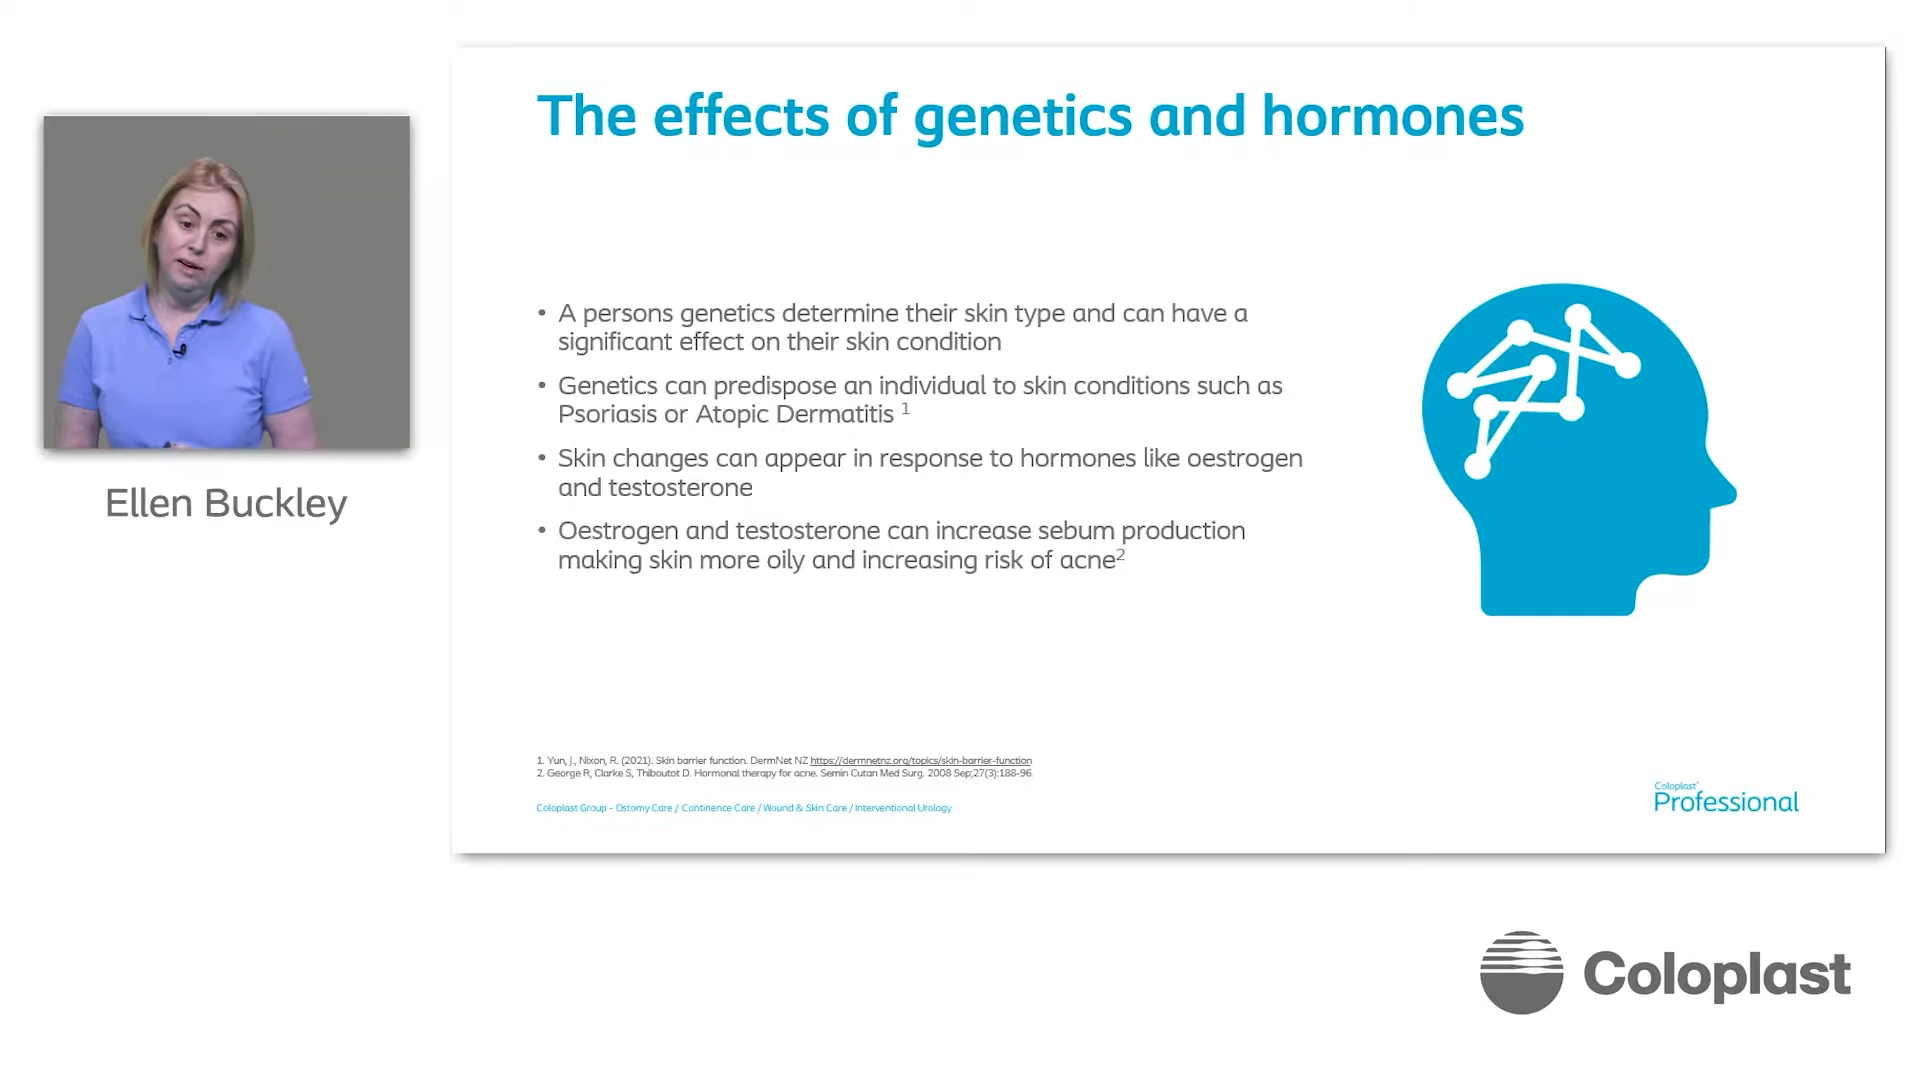 The effects of genetics and hormones
Ellen Buckley
• A persons genetics determine their skin type and can have a
significant effect on their skin condition
• Genetics can predispose an individual to skin conditions such as
Psoriasis or Atopic Dermatitis 1
• Skin changes can appear in response to hormones like oestrogen
and testosterone
• Oestrogen and testosterone can increase sebum production
making skin more oily and increasing risk of acne2
1. Yun, J., Nixon, R. (2021). Skin barrier function. DermNet NZ https://dermnetnz.org/topics/skin-barrier-function
2. George R, Clarke S, Thiboutot D. Hormonal therapy for acne. Semin Cutan Med Surg. 2008 Sep;27(3):188-96.
Coloplast Group - Ostomy Care / Continence Care / Wound & Skin Care / Interventional Urology
Coloplast®
Professional
Coloplast